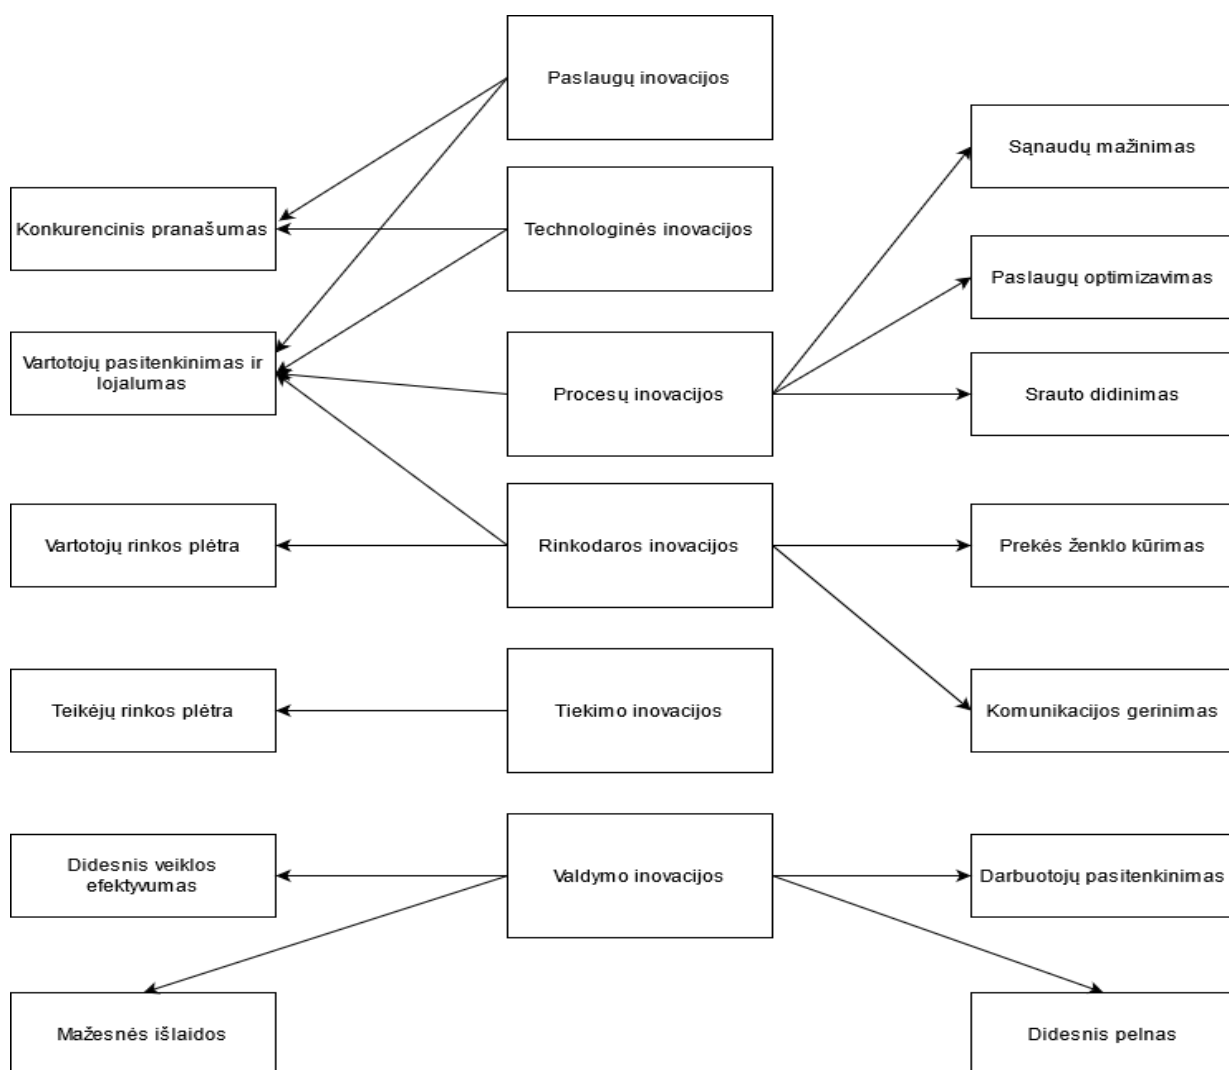 Paslaugų inovacijos
Sąnaudų mažinimas
Konkurencinis pranašumas
Technologinės inovacijos
Paslaugų optimizavimas
Vartotojų pasitenkinimas ir
lojalumas
Procesų inovacijos
Srauto didinimas
Vartotojų rinkos plėtra
Rinkodaros inovacijos
Prekės ženklo kūrimas
Teikėjų rinkos plėtra
Tiekimo inovacijos
Komunikacijos gerinimas
Didesnis veiklos
efektyvumas
Valdymo inovacijos
Darbuotojų pasitenkinimas
Mažesnės išlaidos
Didesnis pelnas